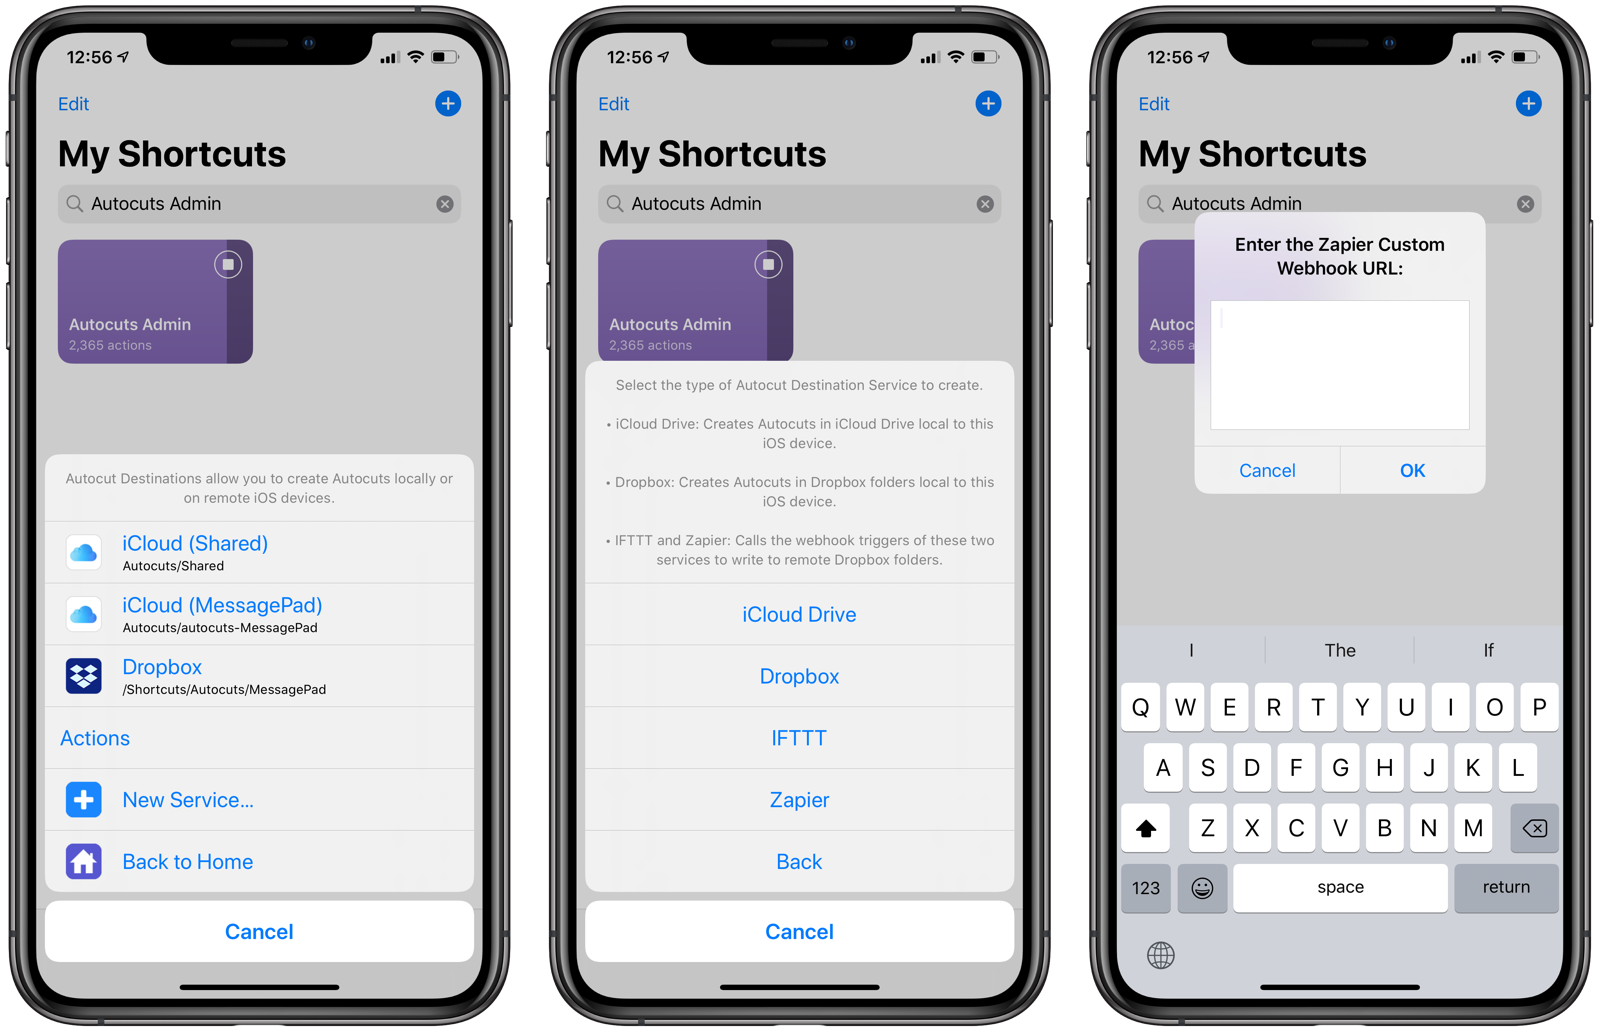 12:56
Edit
My Shortcuts
Autocuts Admin
Autocuts Admin
2,365 actions
Autocut Destinations allow you to create Autocuts locally or
on remote iOS devices.
iCloud (Shared)
Autocuts/Shared
iCloud (MessagePad)
Autocuts/autocuts-MessagePad
Dropbox
/Shortcuts/Autocuts/MessagePad
Actions
New Service...
Back to Home
Cancel
12:56
Edit
My Shortcuts
Autocuts Admin
Autocuts Admin
2,365 actions
Select the type of Autocut Destination Service to create.
• iCloud Drive: Creates Autocuts in iCloud Drive local to this
iOS device.
• Dropbox: Creates Autocuts in Dropbox folders local to this
iOS device.
• IFTTT and Zapier: Calls the webhook triggers of these two
services to write to remote Dropbox folders.
iCloud Drive
Dropbox
IFTTT
Zapier
Back
Cancel
12:56
Edit
My Shortcuts
Autocuts Admin
Autoc
2,365 a
Enter the Zapier Custom
Webhook URL:
Cancel OK
I The If
Q W E R T Y U I O P
A S D F G H J K L
Z X C V B N M
123 space return